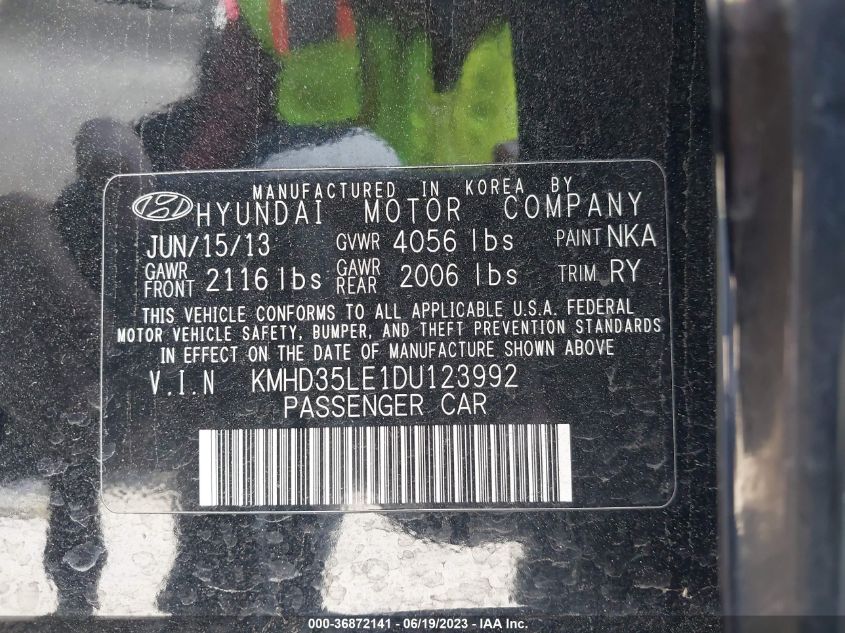 MANUFACTURED IN KOREA BY
HYUNDAI MOTOR COMPANY
JUN/15/13 GVWR 4056 lbs PAINT NKA
GAWR FRONT 2116 lbs GAWR REAR 2006 lbs TRIM RY
THIS VEHICLE CONFORMS TO ALL APPLICABLE U.S.A. FEDERAL
MOTOR VEHICLE SAFETY, BUMPER, AND THEFT PREVENTION STANDARDS
IN EFFECT ON THE DATE OF MANUFACTURE SHOWN ABOVE
V.I.N KMHD35LE1DU123992
PASSENGER CAR
000-36872141 - 06/19/2023 - IAA Inc.